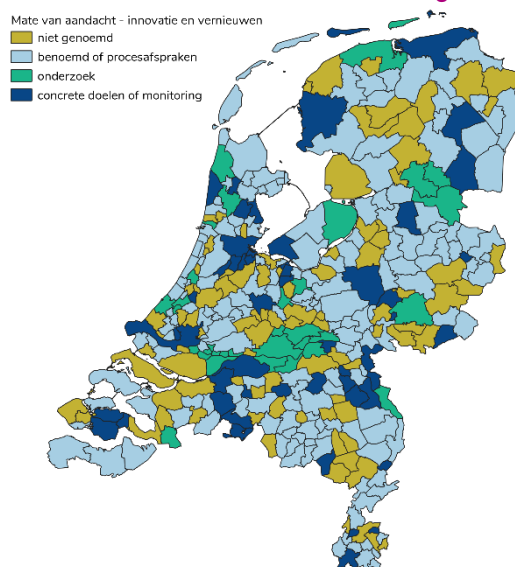 Mate van aandacht - innovatie en vernieuwen
niet genoemd
benoemd of procesafspraken
onderzoek
concrete doelen of monitoring